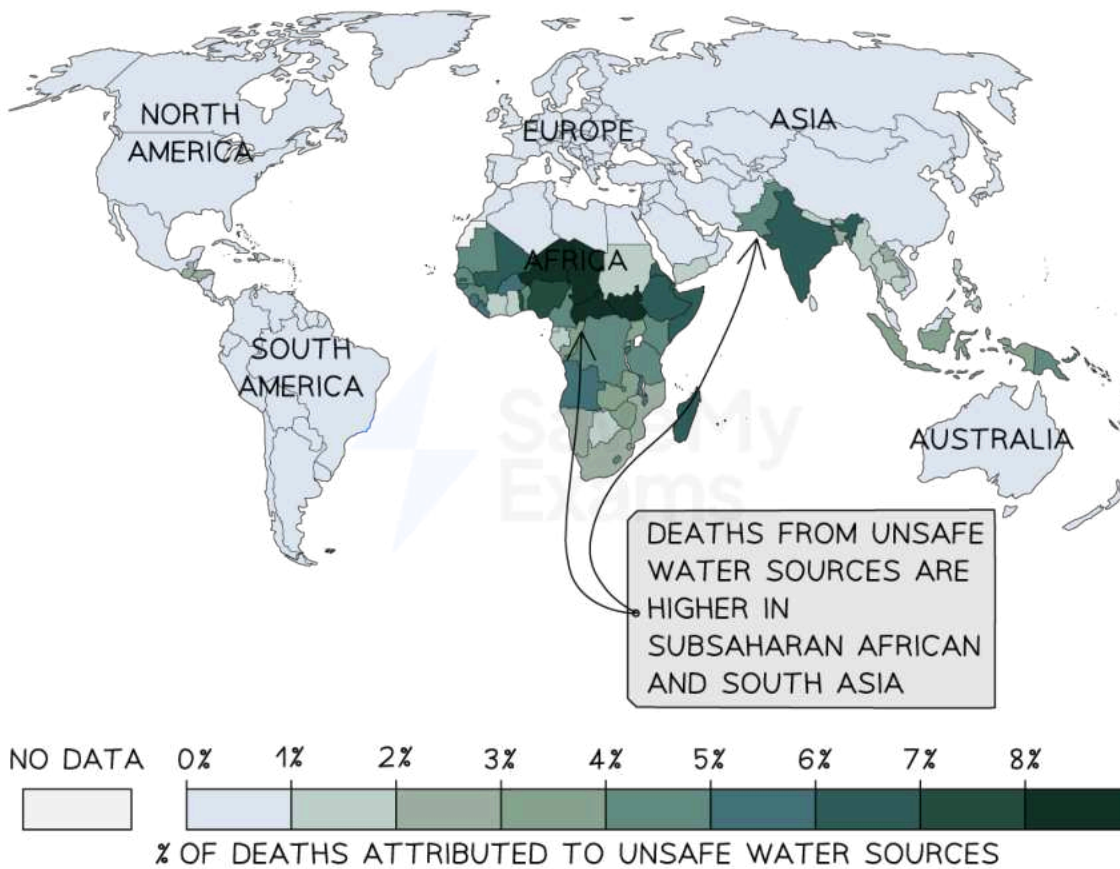 NORTH
AMERICA
EUROPE
ASIA
AFRICA
SOUTH
AMERICA
AUSTRALIA
SaveMy
Exams
DEATHS FROM UNSAFE
WATER SOURCES ARE
HIGHER IN
SUBSAHARAN AFRICAN
AND SOUTH ASIA
NO DATA 0% 1% 2% 3% 4% 5% 6% 7% 8%
% OF DEATHS ATTRIBUTED TO UNSAFE WATER SOURCES